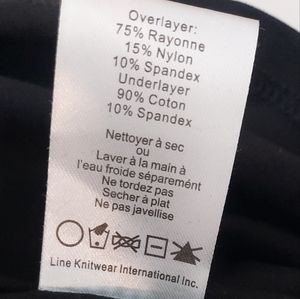 Overlayer:
75% Rayonne
15% Nylon
10% Spandex
Underlayer
90% Coton
10% Spandex
Nettoyer à sec
ou
Laver à la main à
l'eau froide séparément
Ne tordez pas
Secher à plat
Ne pas javellise
Line Knitwear International Inc.